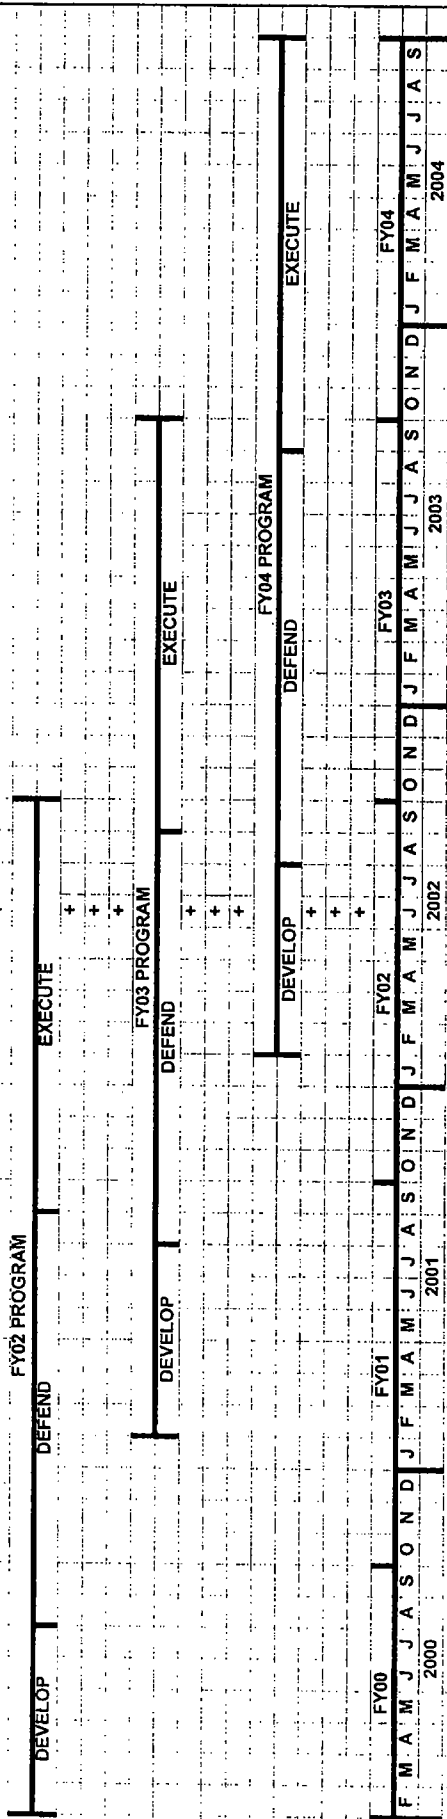 FY02 PROGRAM
DEVELOP DEFEND EXECUTE
+
+
+
FY03 PROGRAM
DEVELOP DEFEND EXECUTE
+
+
+
FY04 PROGRAM
DEVELOP DEFEND EXECUTE
+
+
+
FY00 FY01 FY02 FY03 FY04
F M A M J J A S O N D J F M A M J J A S O N D J F M A M J J A S O N D J F M A M J J A S O N D J F M A M J J A S
2000 2001 2002 2003 2004